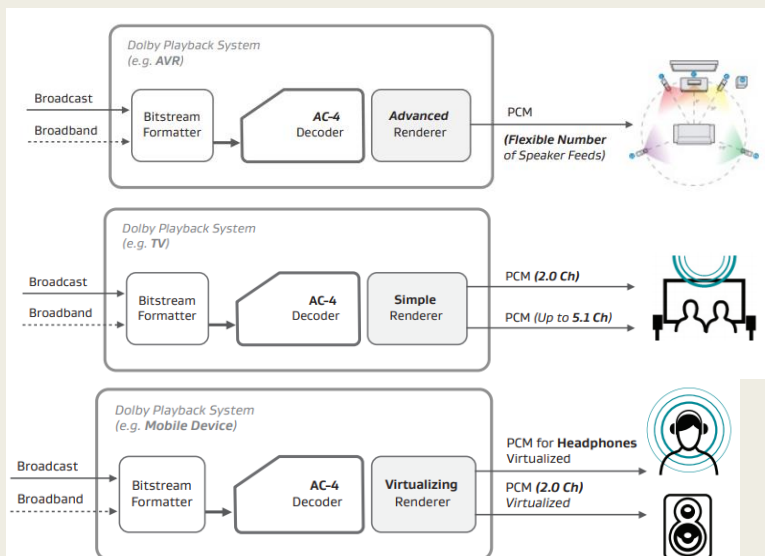 Dolby Playback System
(e.g. AVR)
Broadcast
Broadband
Bitstream
Formatter
AC-4
Decoder
Advanced
Renderer
PCM
(Flexible Number
of Speaker Feeds)
Dolby Playback System
(e.g. TV)
Broadcast
Broadband
Bitstream
Formatter
AC-4
Decoder
Simple
Renderer
PCM (2.0 Ch)
PCM (Up to 5.1 Ch)
Dolby Playback System
(e.g. Mobile Device)
Broadcast
Broadband
Bitstream
Formatter
AC-4
Decoder
Virtualizing
Renderer
PCM for Headphones
Virtualized
PCM (2.0 Ch)
Virtualized